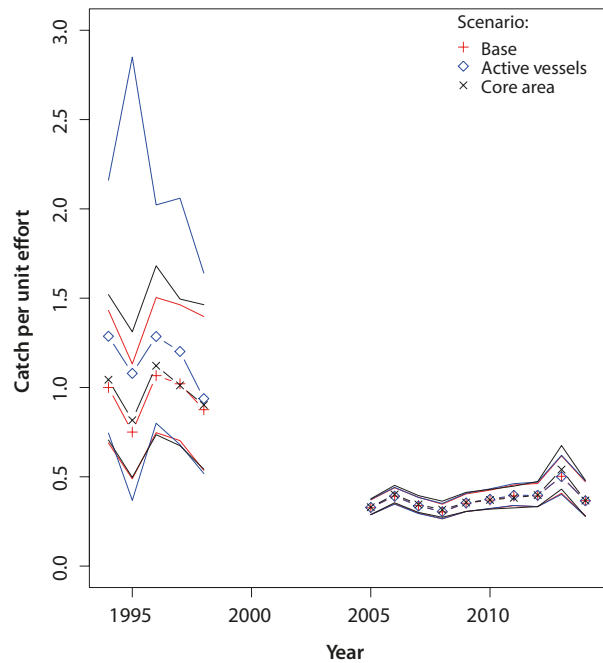 Scenario:
Base
Active vessels
Core area
3.0
2.5
2.0
1.5
1.0
0.5
0.0
Catch per unit effort
1995 2000 2005 2010
Year